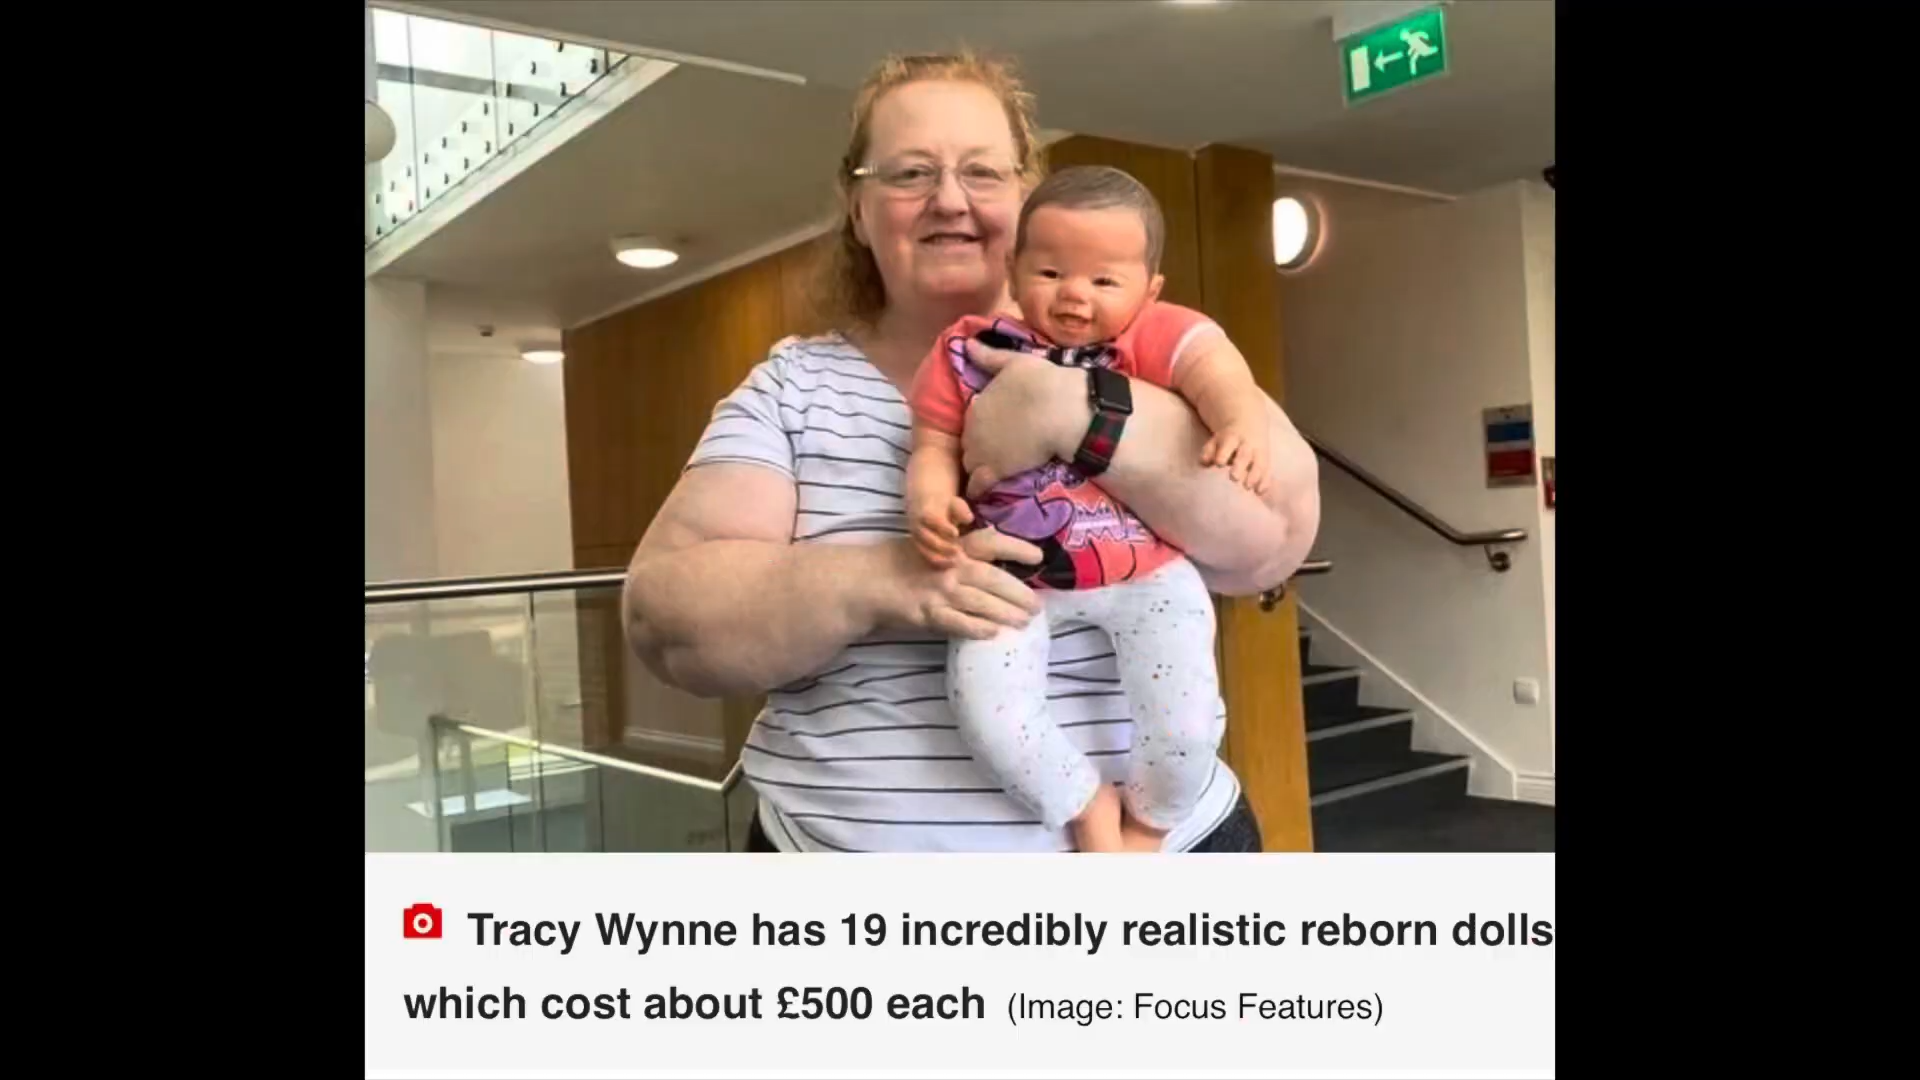 Tracy Wynne has 19 incredibly realistic reborn dolls
which cost about £500 each (Image: Focus Features)